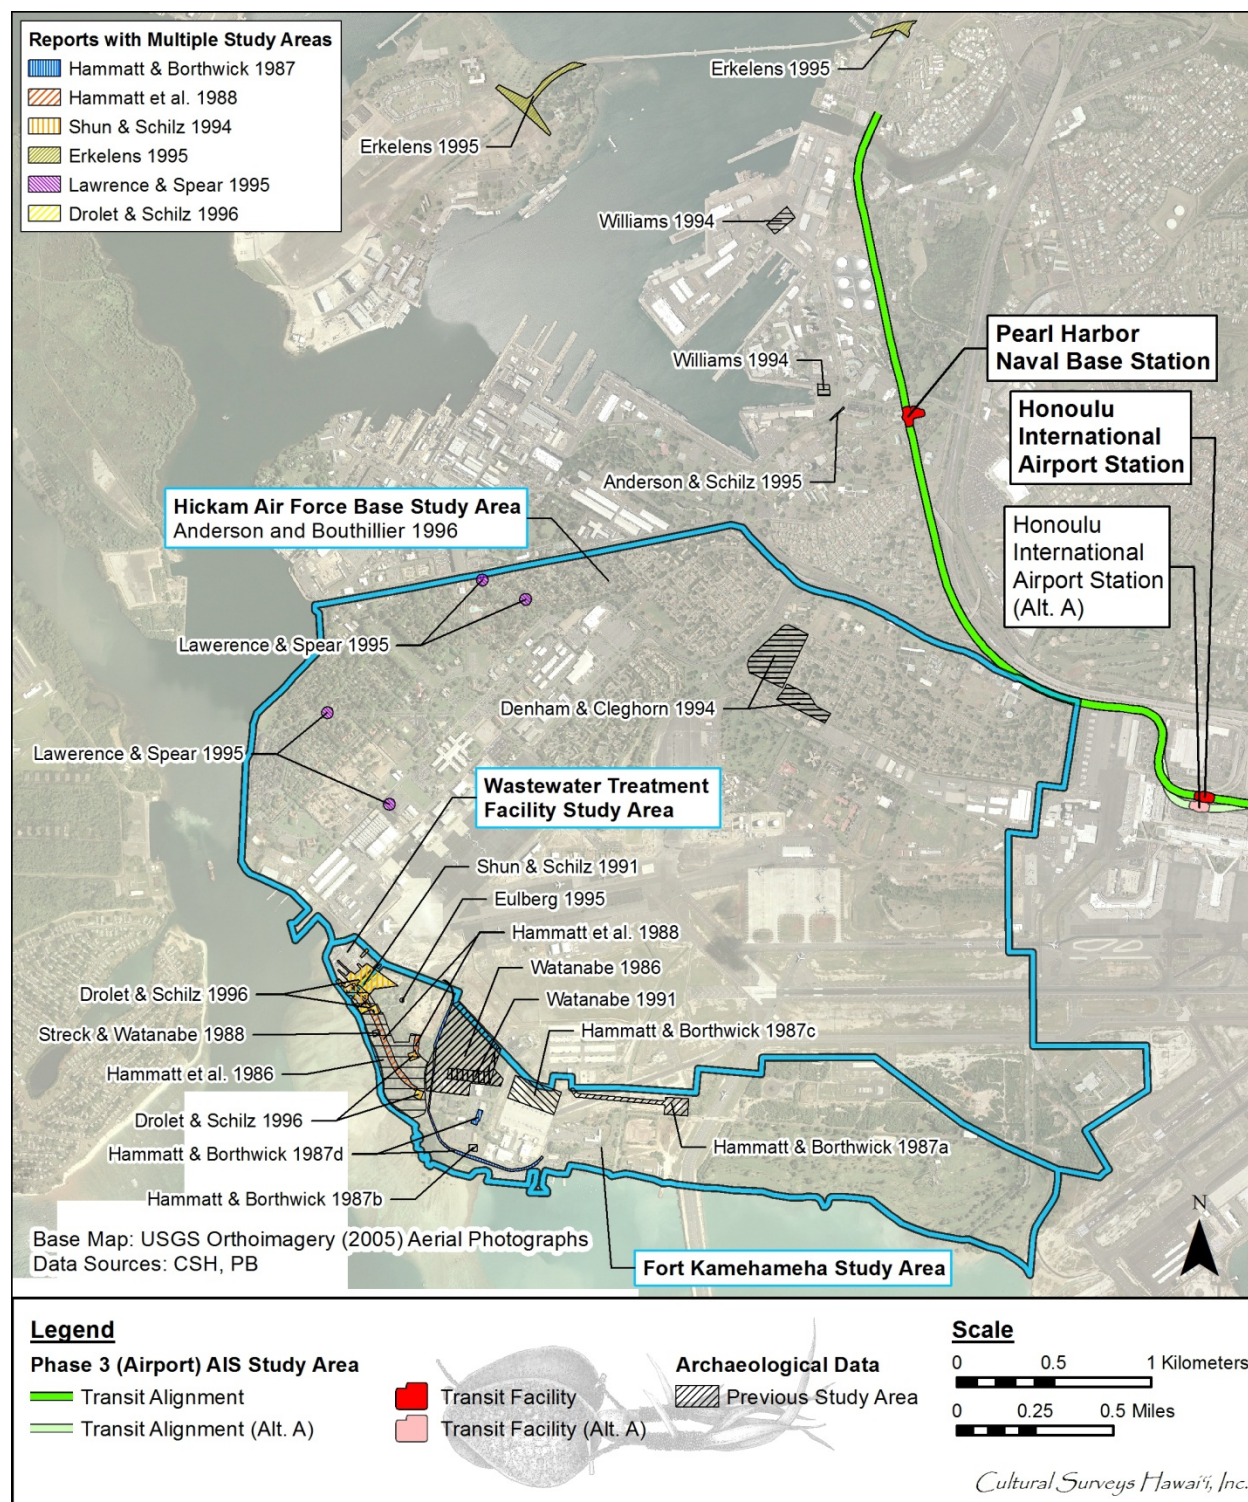 Reports with Multiple Study Areas
Hammatt & Borthwick 1987
Hammatt et al. 1988
Shun & Schilz 1994
Erkelens 1995
Lawrence & Spear 1995
Drolet & Schilz 1996
Erkelens 1995
Erkelens 1995
Williams 1994
Williams 1994
Pearl Harbor
Naval Base Station
Honoulu
International
Airport Station
Anderson & Schilz 1995
Hickam Air Force Base Study Area
Anderson and Bouthillier 1996
Honoulu
International
Airport Station
(Alt. A)
Lawerence & Spear 1995
Denham & Cleghorn 1994
Lawerence & Spear 1995
Wastewater Treatment
Facility Study Area
Shun & Schilz 1991
Eulberg 1995
Hammatt et al. 1988
Watanabe 1986
Drolet & Schilz 1996
Watanabe 1991
Streck & Watanabe 1988
Hammatt & Borthwick 1987c
Hammatt et al. 1986
Drolet & Schilz 1996
Hammatt & Borthwick 1987d
Hammatt & Borthwick 1987a
Hammatt & Borthwick 1987b
N
Base Map: USGS Orthoimagery (2005) Aerial Photographs
Data Sources: CSH, PB
Fort Kamehameha Study Area
Legend
Phase 3 (Airport) AIS Study Area
Transit Alignment
Transit Alignment (Alt. A)
Transit Facility
Transit Facility (Alt. A)
Archaeological Data
Previous Study Area
Scale
0 0.5 1 Kilometers
0 0.25 0.5 Miles
Cultural Surveys Hawai‘i, Inc.